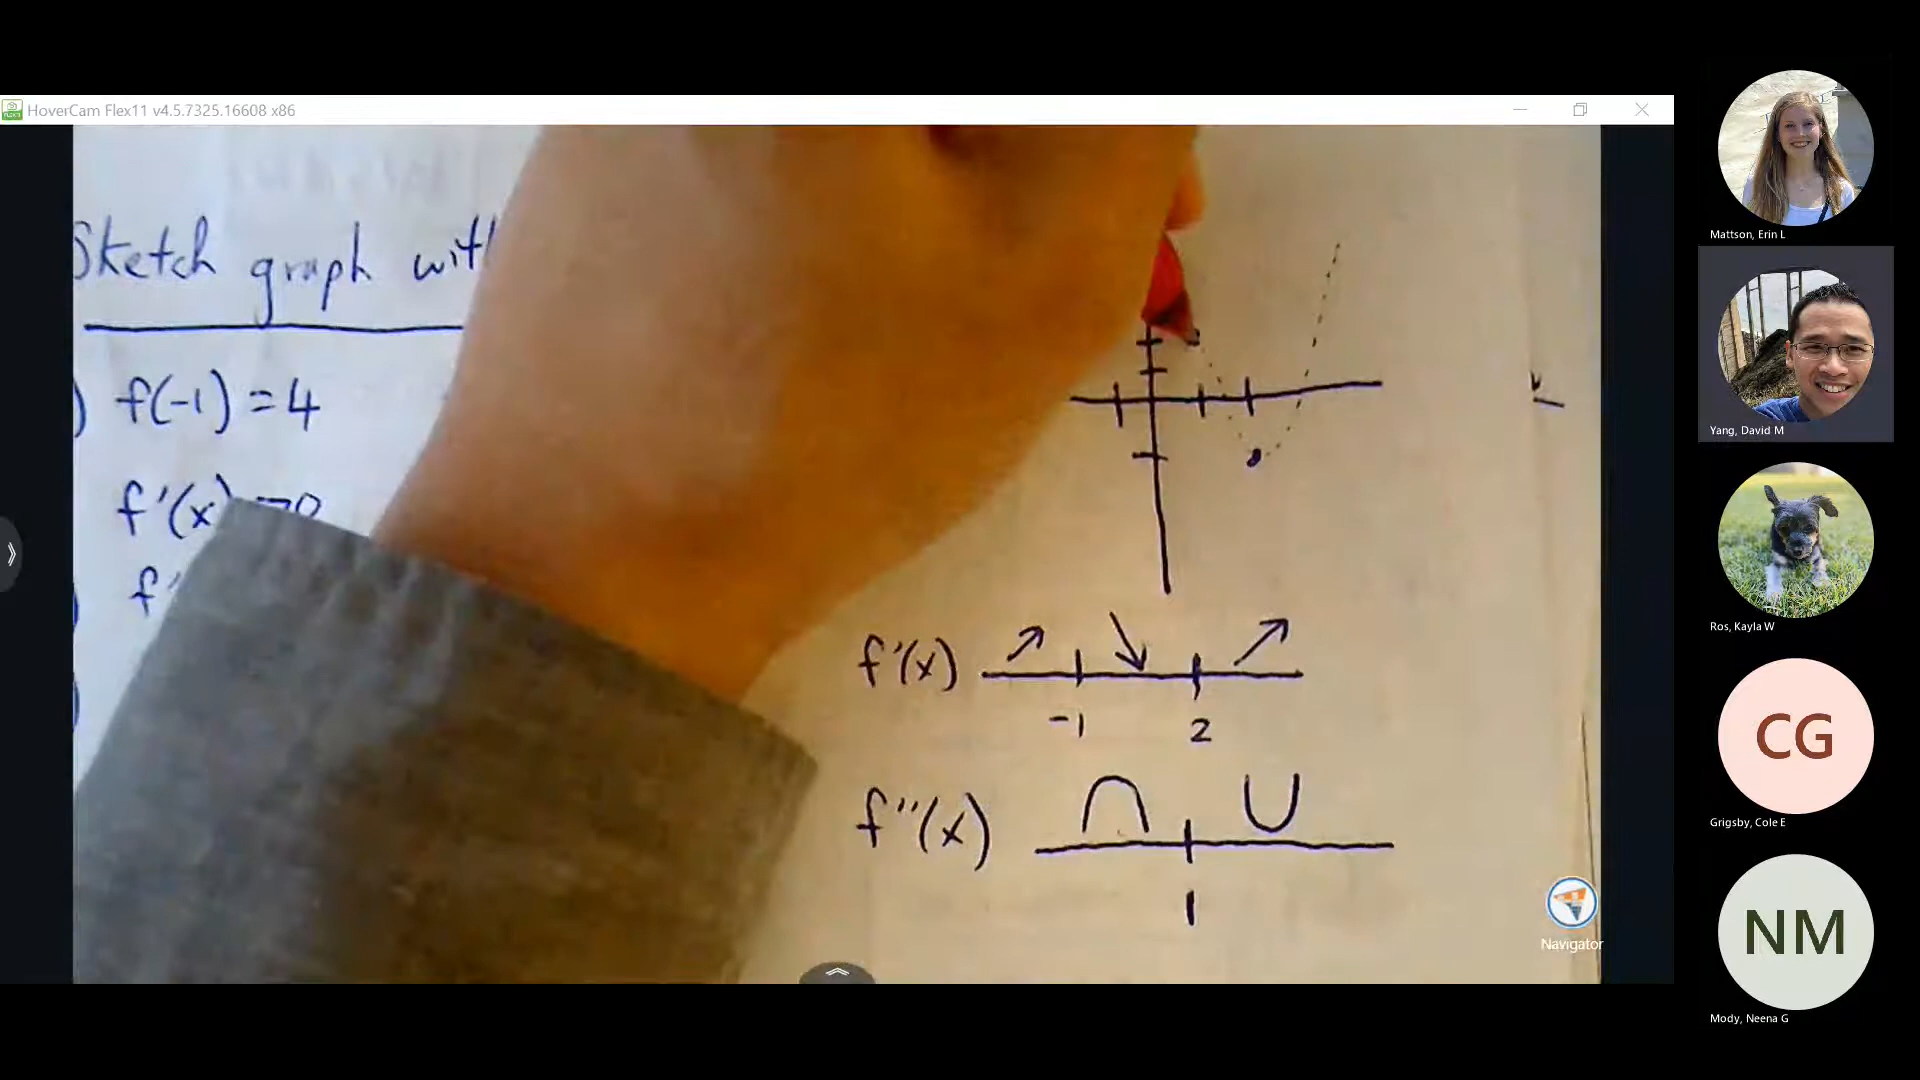 HoverCam Flex11 v4.5.7325.16608 x86
Sketch graph
) f(-1) = 4
f'(x)
f'
f'(x)
-1 2
f''(x)
1
Navigator
Mattson, Erin L
Yang, David M
Ros, Kayla W
CG
Grigsby, Cole E
NM
Mody, Neena G